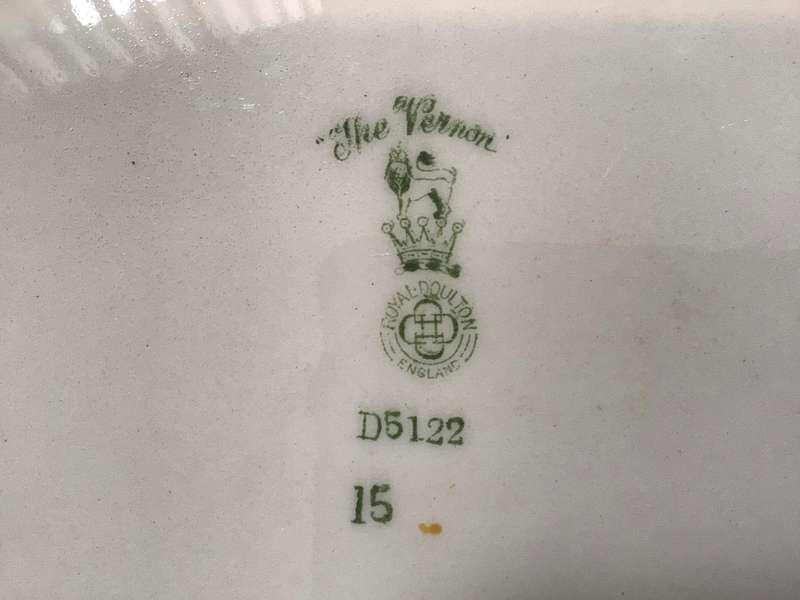 "The Vernon"
ROYAL·DOULTON
ENGLAND
D5122
15